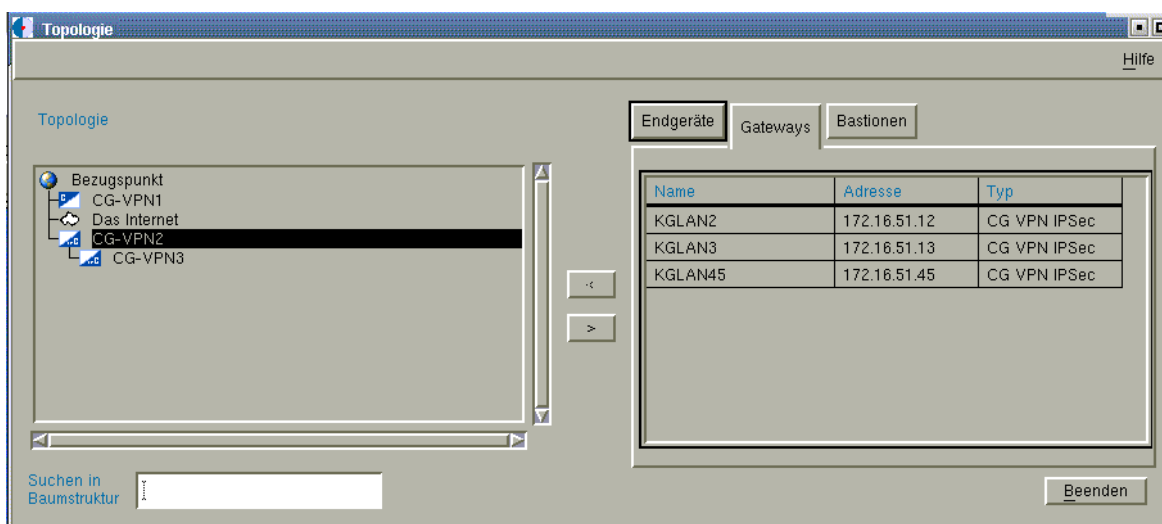 Topologie
Hilfe
Topologie
Bezugspunkt
CG-VPN1
Das Internet
CG-VPN2
CG-VPN3
<
>
Endgeräte
Gateways
Bastionen
Name Adresse Typ
KGLAN2 172.16.51.12 CG VPN IPSec
KGLAN3 172.16.51.13 CG VPN IPSec
KGLAN45 172.16.51.45 CG VPN IPSec
Suchen in
Baumstruktur
Beenden